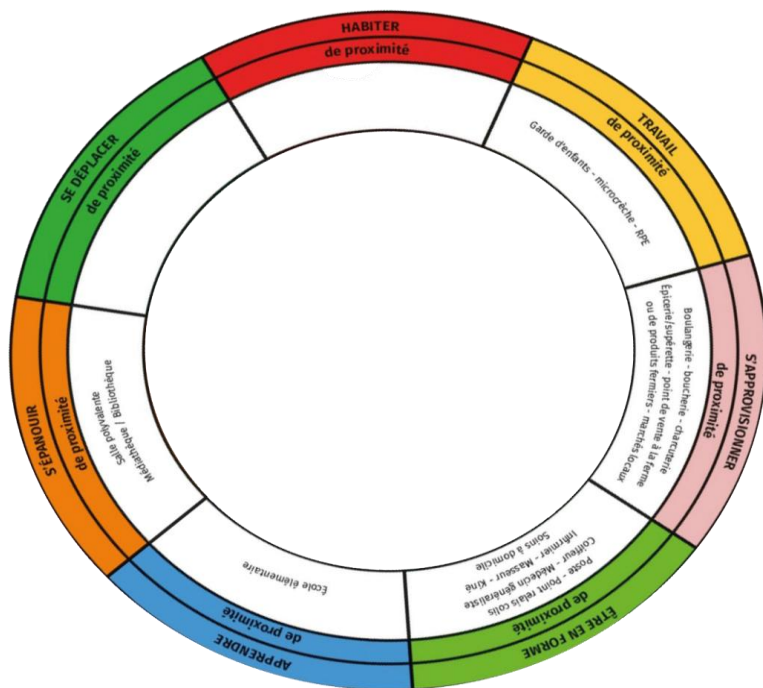 HABITER
de proximité
TRAVAIL
de proximité
Garde d'enfants - microcrèche - RPE
S'APPROVISIONNER
de proximité
Boulangerie - boucherie - charcuterie
Épicerie/supérette - point de vente à la ferme
ou de produits fermiers - marchés locaux
ÊTRE EN FORME
de proximité
Poste - Point relais colis
Coiffeur - Médecin généraliste
Infirmier - Masseur - Kiné
Soins à domicile
APPRENDRE
de proximité
École élémentaire
S'ÉPANOUIR
de proximité
Salle polyvalente
Médiathèque / Bibliothèque
SE DÉPLACER
de proximité